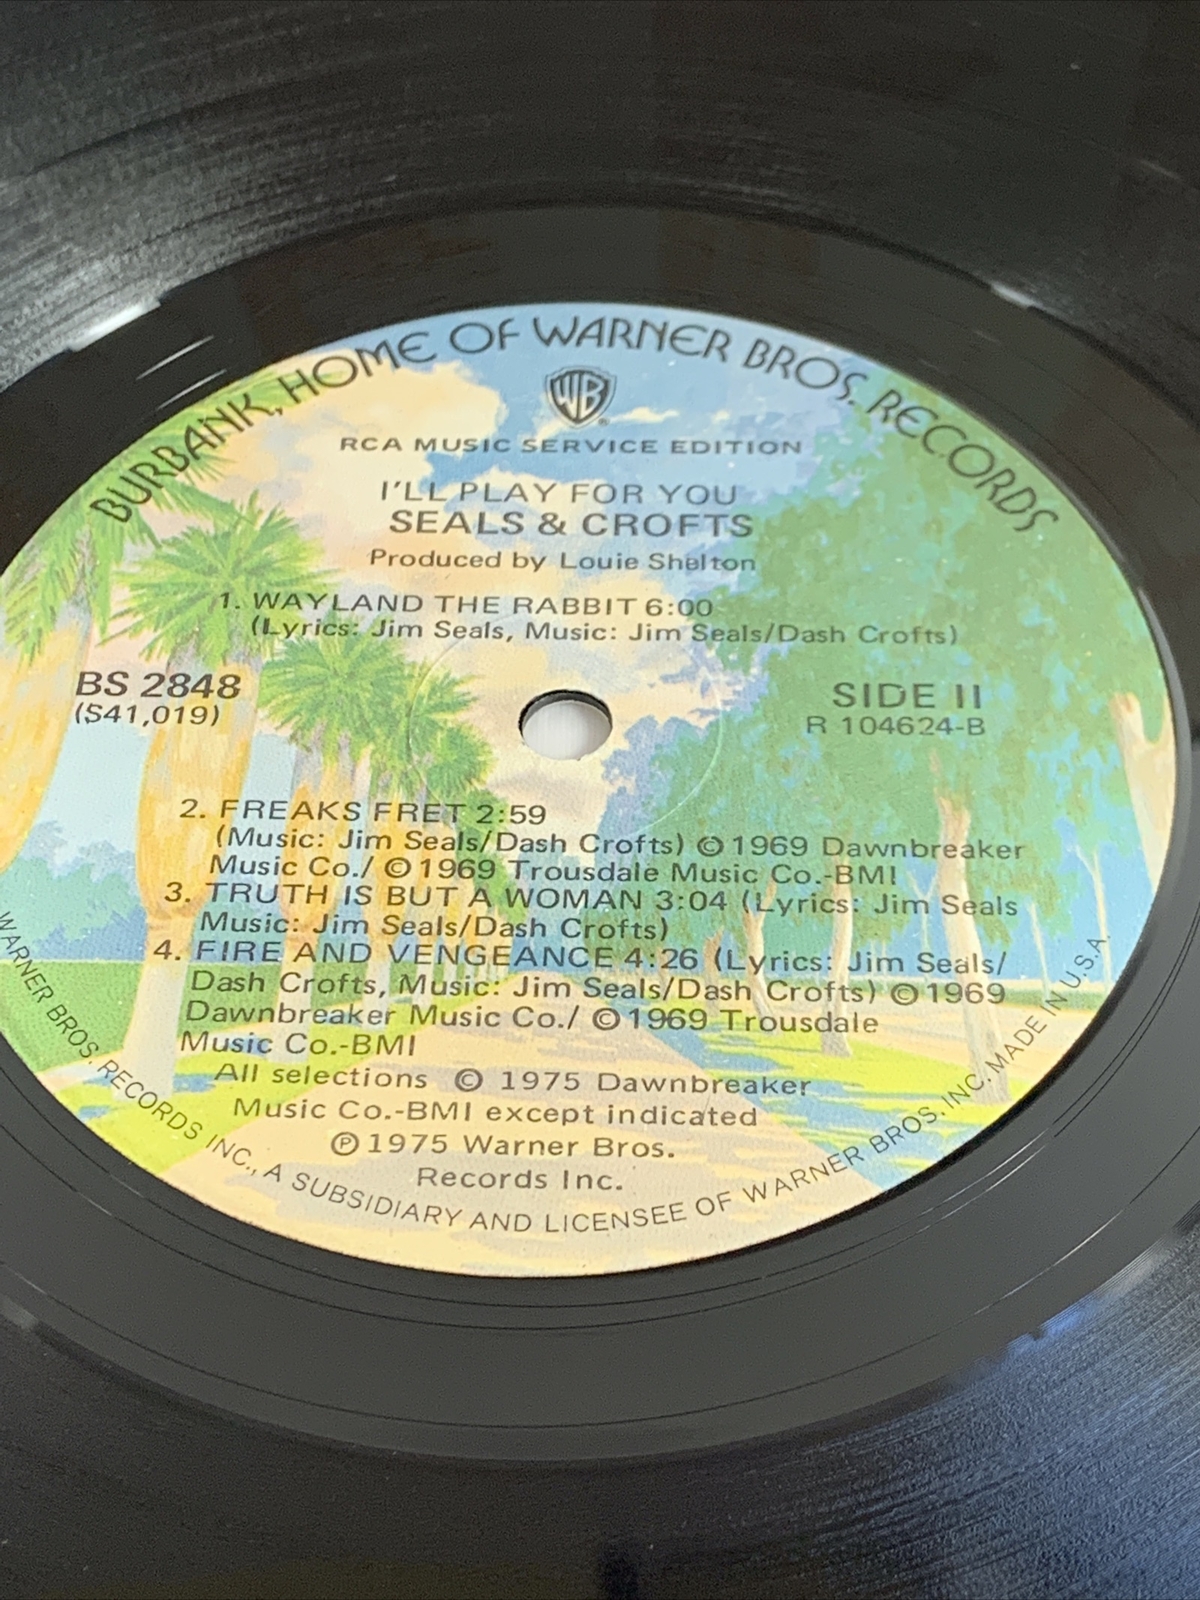 BURBANK, HOME OF WARNER BROS. RECORDS
WB
RCA MUSIC SERVICE EDITION
I'LL PLAY FOR YOU
SEALS & CROFTS
Produced by Louie Shelton
1. WAYLAND THE RABBIT 6:00
(Lyrics: Jim Seals, Music: Jim Seals/Dash Crofts)
BS 2848
(S41,019)
SIDE II
R 104624-B
2. FREAKS FRET 2:59
(Music: Jim Seals/Dash Crofts) © 1969 Dawnbreaker
Music Co./ © 1969 Trousdale Music Co.-BMI
3. TRUTH IS BUT A WOMAN 3:04 (Lyrics: Jim Seals
Music: Jim Seals/Dash Crofts)
4. FIRE AND VENGEANCE 4:26 (Lyrics: Jim Seals/
Dash Crofts, Music: Jim Seals/Dash Crofts) © 1969
Dawnbreaker Music Co./ © 1969 Trousdale
Music Co.-BMI
All selections © 1975 Dawnbreaker
Music Co.-BMI except indicated
℗ 1975 Warner Bros.
Records Inc.
WARNER BROS. RECORDS INC., A SUBSIDIARY AND LICENSEE OF WARNER BROS. INC. MADE IN U.S.A.